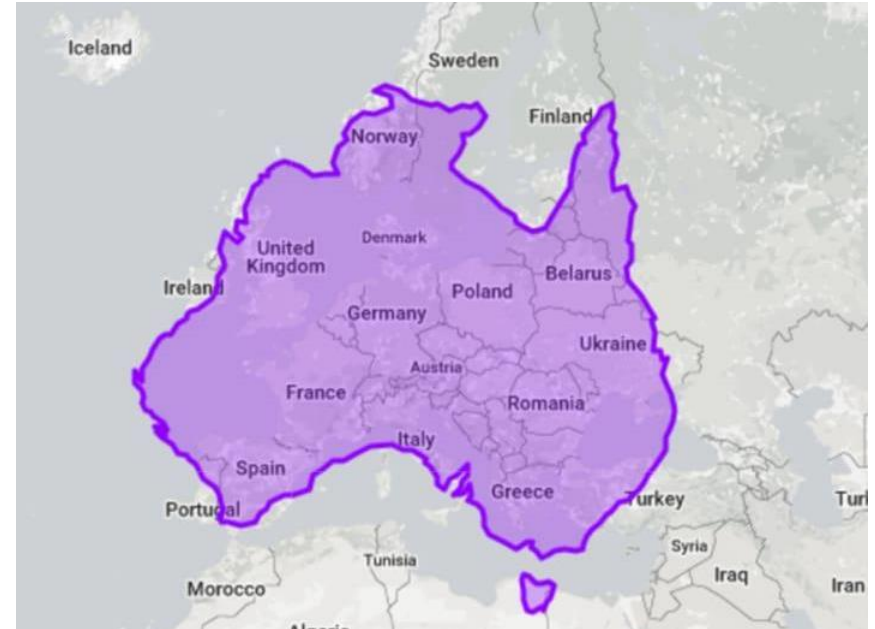 Iceland
Sweden
Finland
Norway
Denmark
United
Kingdom
Belarus
Ireland
Poland
Germany
Ukraine
Austria
France
Romania
Italy
Spain
Greece
Portugal
Turkey
Syria
Tunisia
Iraq
Morocco
Iran